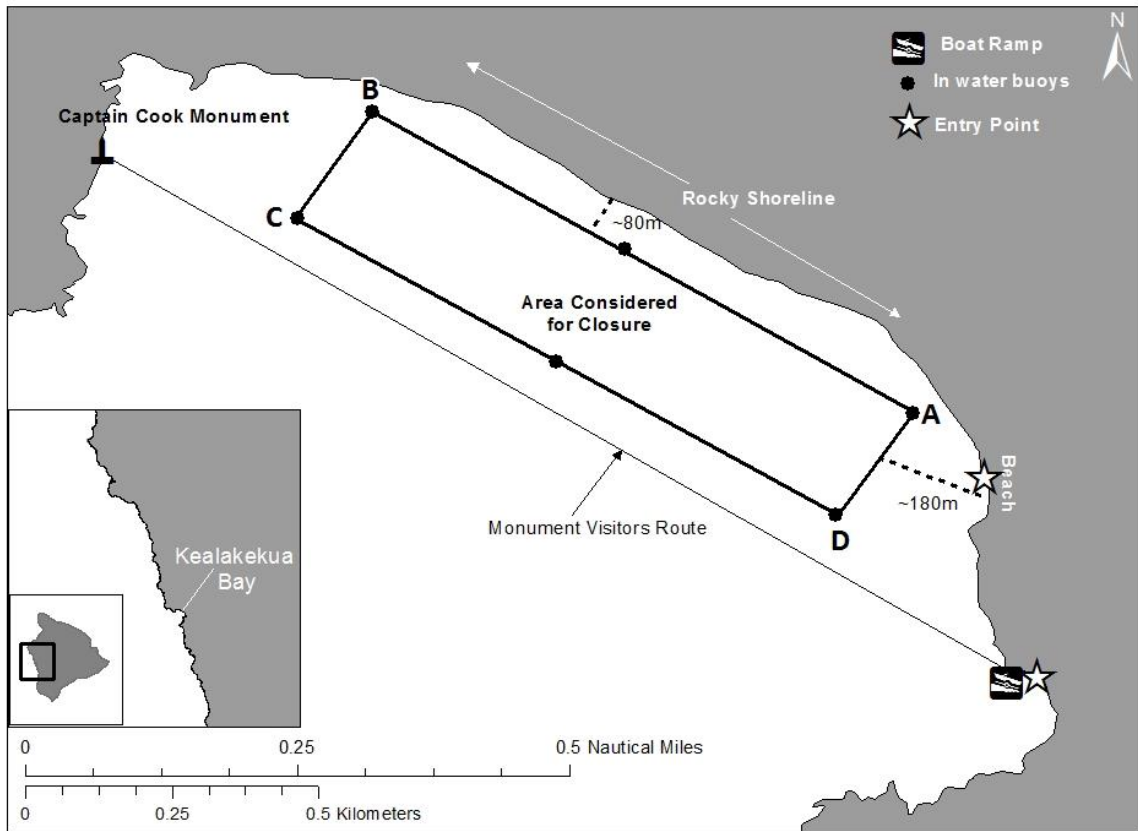 N
Boat Ramp
In water buoys
Entry Point
B
Captain Cook Monument
Rocky Shoreline
C
~80m
Area Considered
for Closure
A
Beach
~180m
D
Monument Visitors Route
Kealakekua
Bay
0 0.25 0.5 Nautical Miles
0 0.25 0.5 Kilometers